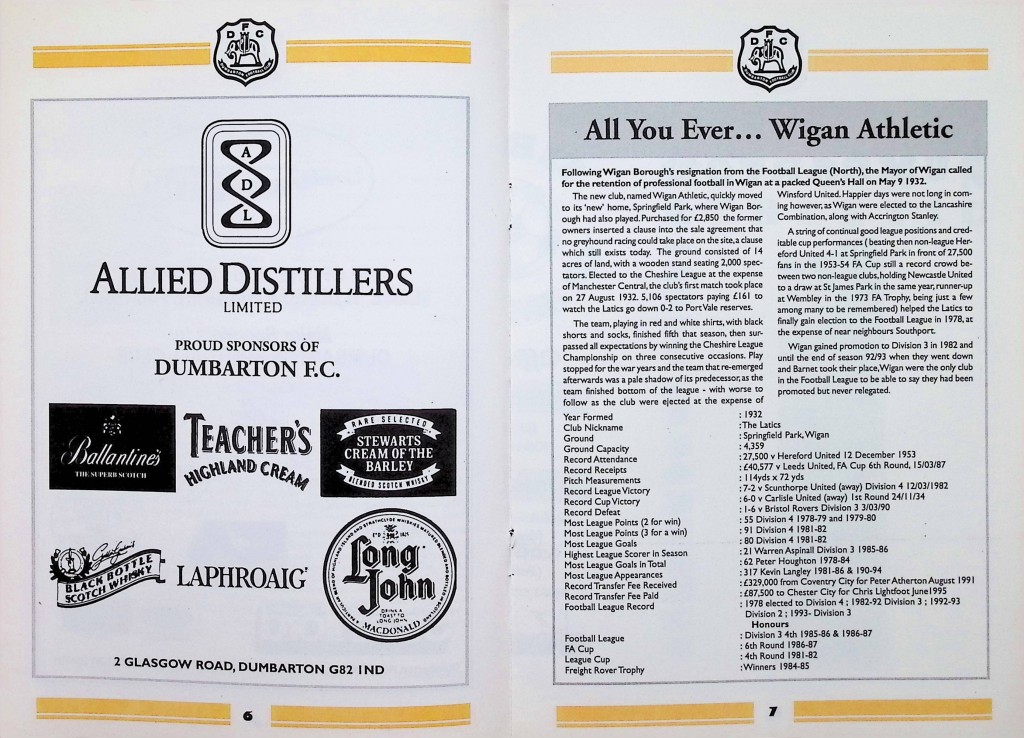 D F C
DUMBARTON FOOTBALL CLUB
A
D
L
ALLIED DISTILLERS
LIMITED
PROUD SPONSORS OF
DUMBARTON F.C.
Ballantine's
THE SUPERB SCOTCH
TEACHER'S
HIGHLAND CREAM
RARE SELECTED
STEWARTS
CREAM OF THE
BARLEY
BLENDED SCOTCH WHISKY
BLACK BOTTLE
SCOTCH WHISKY
LAPHROAIG
Long
John
MACDONALD
2 GLASGOW ROAD, DUMBARTON G82 1ND
6
D F C
All You Ever... Wigan Athletic
Following Wigan Borough's resignation from the Football League (North), the Mayor of Wigan called
for the retention of professional football in Wigan at a packed Queen's Hall on May 9 1932.
The new club, named Wigan Athletic, quickly moved
to its 'new' home, Springfield Park, where Wigan Bor-
ough had also played. Purchased for £2,850 the former
owners inserted a clause into the sale agreement that
no greyhound racing could take place on the site, a clause
which still exists today. The ground consisted of 14
acres of land, with a wooden stand seating 2,000 spec-
tators. Elected to the Cheshire League at the expense
of Manchester Central, the club's first match took place
on 27 August 1932. 5,106 spectators paying £161 to
watch the Latics go down 0-2 to Port Vale reserves.
The team, playing in red and white shirts, with black
shorts and socks, finished fifth that season, then sur-
passed all expectations by winning the Cheshire League
Championship on three consecutive occasions. Play
stopped for the war years and the team that re-emerged
afterwards was a pale shadow of its predecessor, as the
team finished bottom of the league - with worse to
follow as the club were ejected at the expense of
Winsford United. Happier days were not long in com-
ing however, as Wigan were elected to the Lancashire
Combination, along with Accrington Stanley.
A string of continual good league positions and cred-
itable cup performances ( beating then non-league Her-
eford United 4-1 at Springfield Park in front of 27,500
fans in the 1953-54 FA Cup still a record crowd be-
tween two non-league clubs, holding Newcastle United
to a draw at St James Park in the same year, runner-up
at Wembley in the 1973 FA Trophy, being just a few
among many to be remembered) helped the Latics to
finally gain election to the Football League in 1978, at
the expense of near neighbours Southport.
Wigan gained promotion to Division 3 in 1982 and
until the end of season 92/93 when they went down
and Barnet took their place, Wigan were the only club
in the Football League to be able to say they had been
promoted but never relegated.
Year Formed : 1932
Club Nickname : The Latics
Ground : Springfield Park, Wigan
Ground Capacity : 4,359
Record Attendance : 27,500 v Hereford United 12 December 1953
Record Receipts : £40,577 v Leeds United, FA Cup 6th Round, 15/03/87
Pitch Measurements : 114yds x 72 yds
Record League Victory : 7-2 v Scunthorpe United (away) Division 4 12/03/1982
Record Cup Victory : 6-0 v Carlisle United (away) 1st Round 24/11/34
Record Defeat : 1-6 v Bristol Rovers Division 3 3/03/90
Most League Points (2 for win) : 55 Division 4 1978-79 and 1979-80
Most League Points (3 for a win) : 91 Division 4 1981-82
Most League Goals : 80 Division 4 1981-82
Highest League Scorer in Season : 21 Warren Aspinall Division 3 1985-86
Most League Goals in Total : 62 Peter Houghton 1978-84
Most League Appearances : 317 Kevin Langley 1981-86 & 190-94
Record Transfer Fee Received : £329,000 from Coventry City for Peter Atherton August 1991
Record Transfer Fee Paid : £87,500 to Chester City for Chris Lightfoot June1995
Football League Record : 1978 elected to Division 4 ; 1982-92 Division 3 ; 1992-93
Division 2 ; 1993- Division 3
Honours
Football League : Division 3 4th 1985-86 & 1986-87
FA Cup : 6th Round 1986-87
League Cup : 4th Round 1981-82
Freight Rover Trophy : Winners 1984-85
7